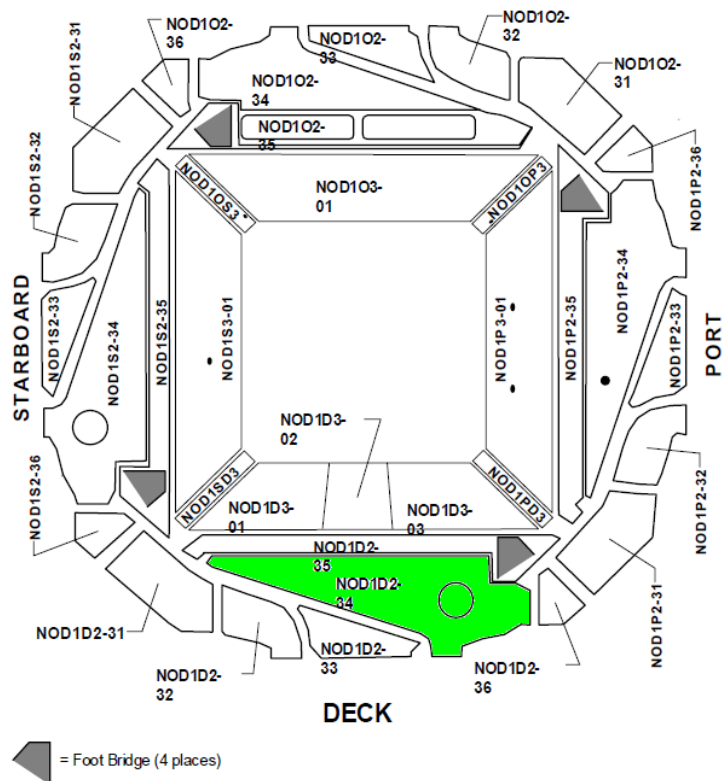 NOD1O2-
36
NOD1O2-
33
NOD1O2-
32
NOD1O2-
31
NOD1S2-31
NOD1O2-
34
NOD1O2-
35
NOD1P2-36
NOD1S2-32
NOD1OS3
NOD1O3-
01
NOD1OP3
NOD1P2-34
STARBOARD
NOD1S2-33
NOD1S2-34
NOD1S2-35
NOD1S3-01
NOD1P3-01
NOD1P2-35
NOD1P2-33
PORT
NOD1D3-
02
NOD1S2-36
NOD1SD3
NOD1D3-
01
NOD1D3-
03
NOD1PD3
NOD1P2-32
NOD1D2-
35
NOD1D2-
34
NOD1P2-31
NOD1D2-31
NOD1D2-
32
NOD1D2-
33
NOD1D2-
36
DECK
= Foot Bridge (4 places)